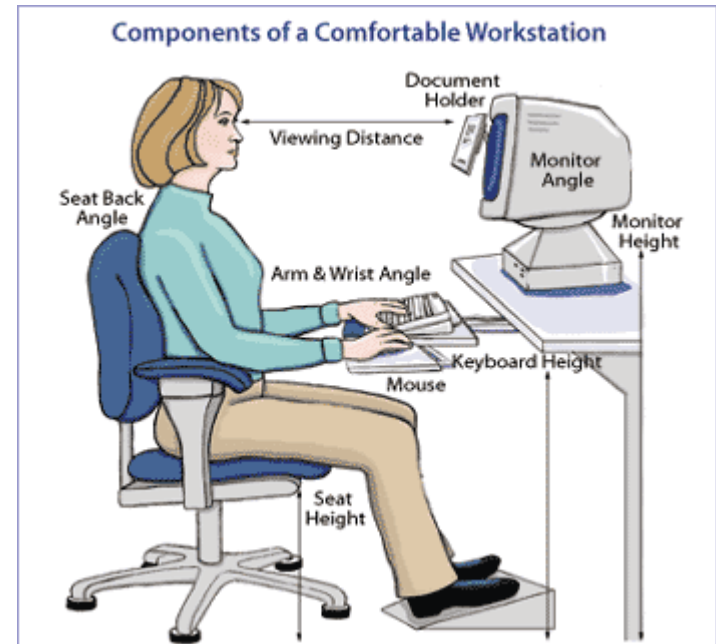 Components of a Comfortable Workstation
Document
Holder
Viewing Distance
Monitor
Angle
Seat Back
Angle
Monitor
Height
Arm & Wrist Angle
Keyboard Height
Mouse
Seat
Height